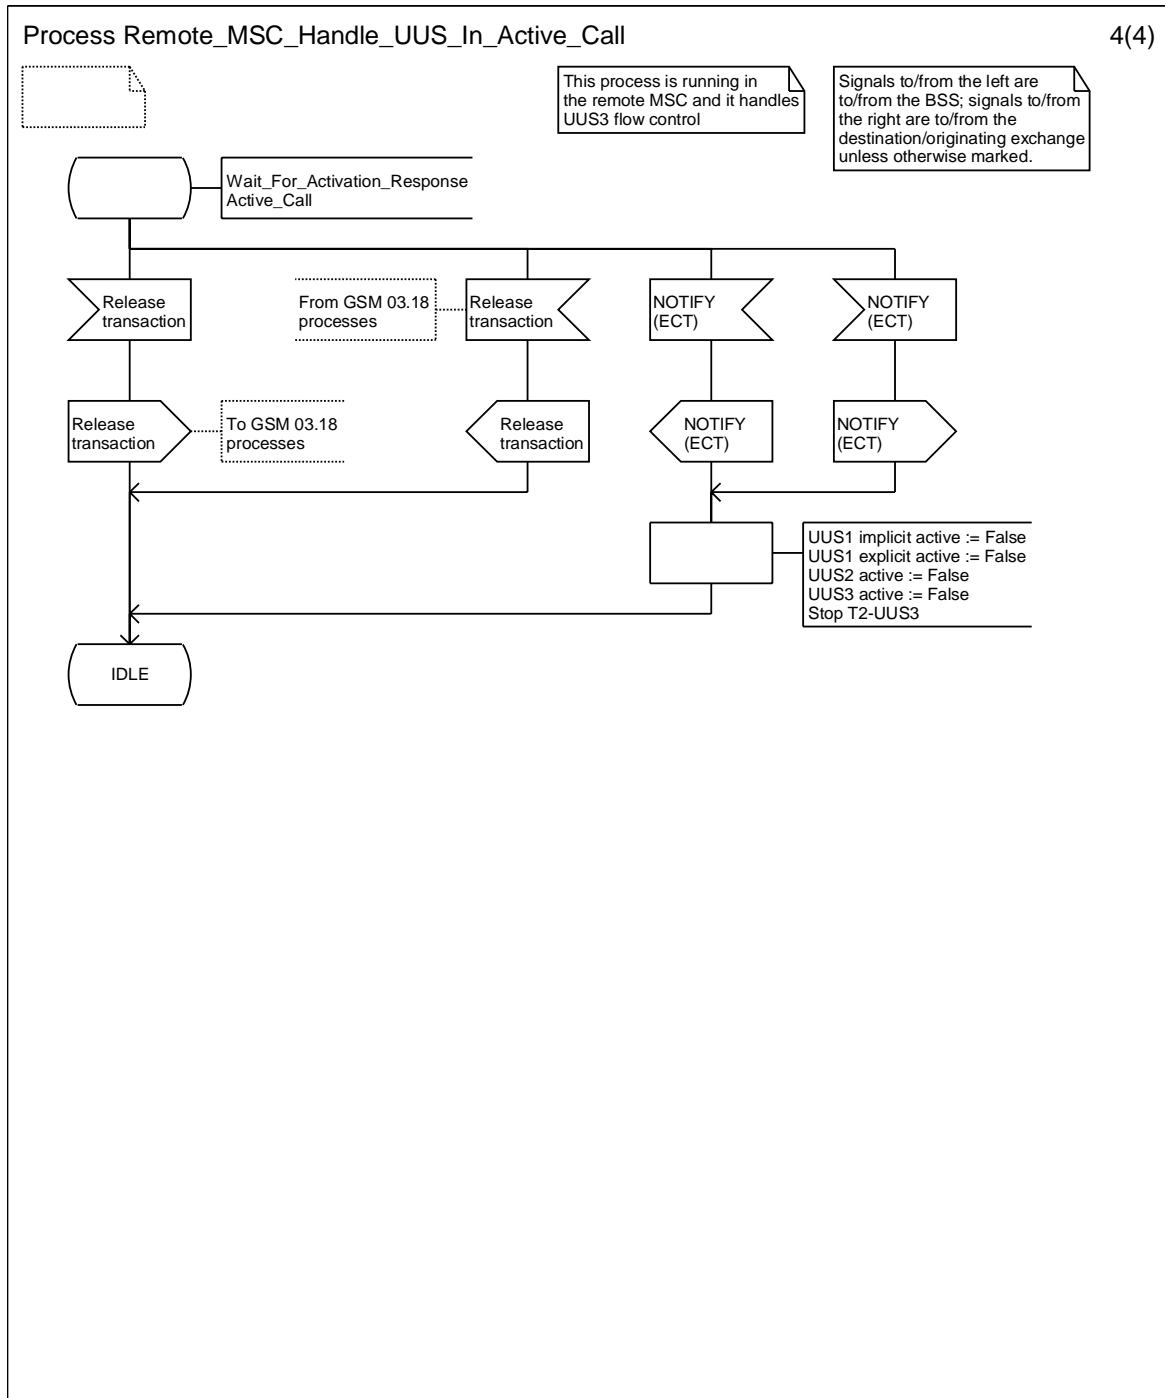 Process Remote_MSC_Handle_UUS_In_Active_Call
4(4)
This process is running in
the remote MSC and it handles
UUS3 flow control
Signals to/from the left are
to/from the BSS; signals to/from
the right are to/from the
destination/originating exchange
unless otherwise marked.
Wait_For_Activation_Response
Active_Call
Release
transaction
From GSM 03.18
processes
Release
transaction
NOTIFY
(ECT)
NOTIFY
(ECT)
Release
transaction
To GSM 03.18
processes
Release
transaction
NOTIFY
(ECT)
NOTIFY
(ECT)
UUS1 implicit active := False
UUS1 explicit active := False
UUS2 active := False
UUS3 active := False
Stop T2-UUS3
IDLE